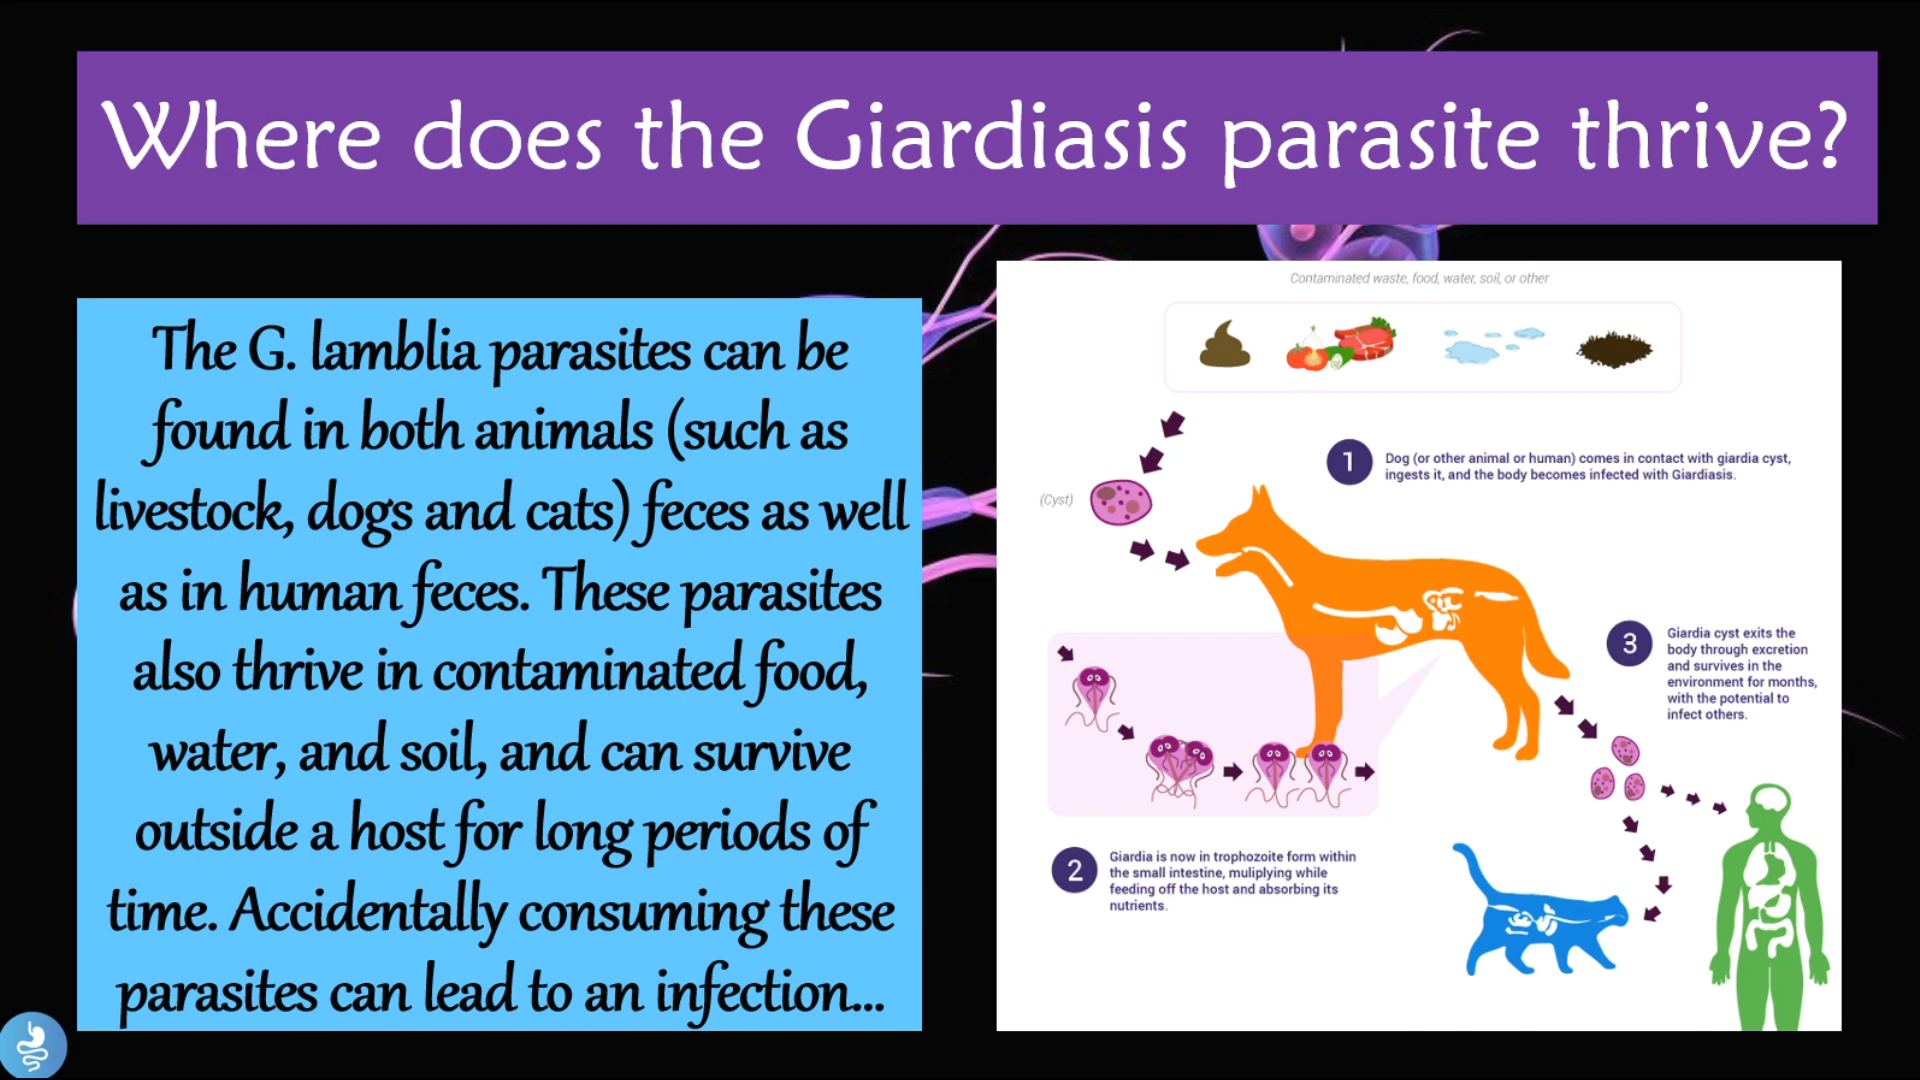 Where does the Giardiasis parasite thrive?
The G. lamblia parasites can be
found in both animals (such as
livestock, dogs and cats) feces as well
as in human feces. These parasites
also thrive in contaminated food,
water, and soil, and can survive
outside a host for long periods of
time. Accidentally consuming these
parasites can lead to an infection...
Contaminated waste, food, water, soil, or other
(Cyst)
1
Dog (or other animal or human) comes in contact with giardia cyst,
ingests it, and the body becomes infected with Giardiasis.
2
Giardia is now in trophozoite form within
the small intestine, muliplying while
feeding off the host and absorbing its
nutrients.
3
Giardia cyst exits the
body through excretion
and survives in the
environment for months,
with the potential to
infect others.